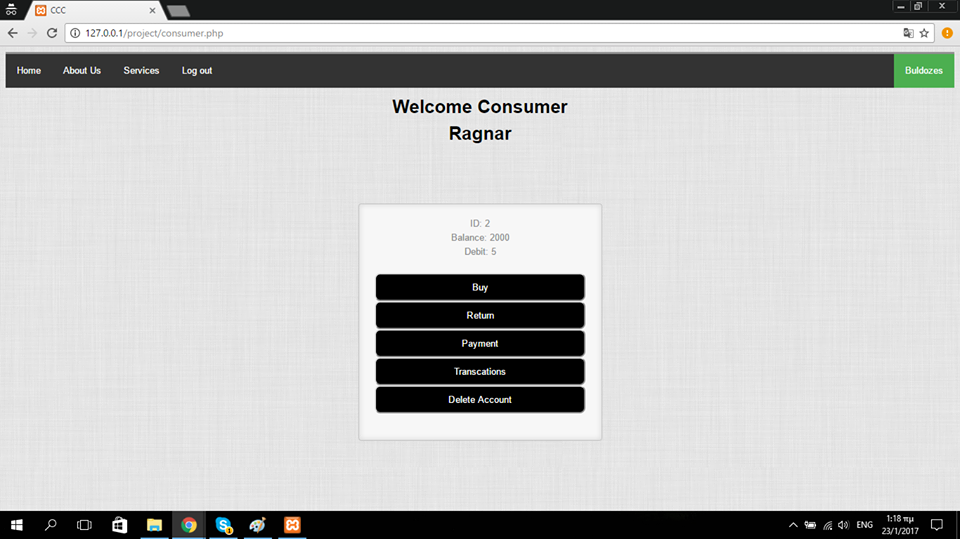 CCC
127.0.0.1/project/consumer.php
Home About Us Services Log out Buldozes
Welcome Consumer
Ragnar
ID: 2
Balance: 2000
Debit: 5
Buy
Return
Payment
Transcations
Delete Account
ENG
1:18 πμ
23/1/2017